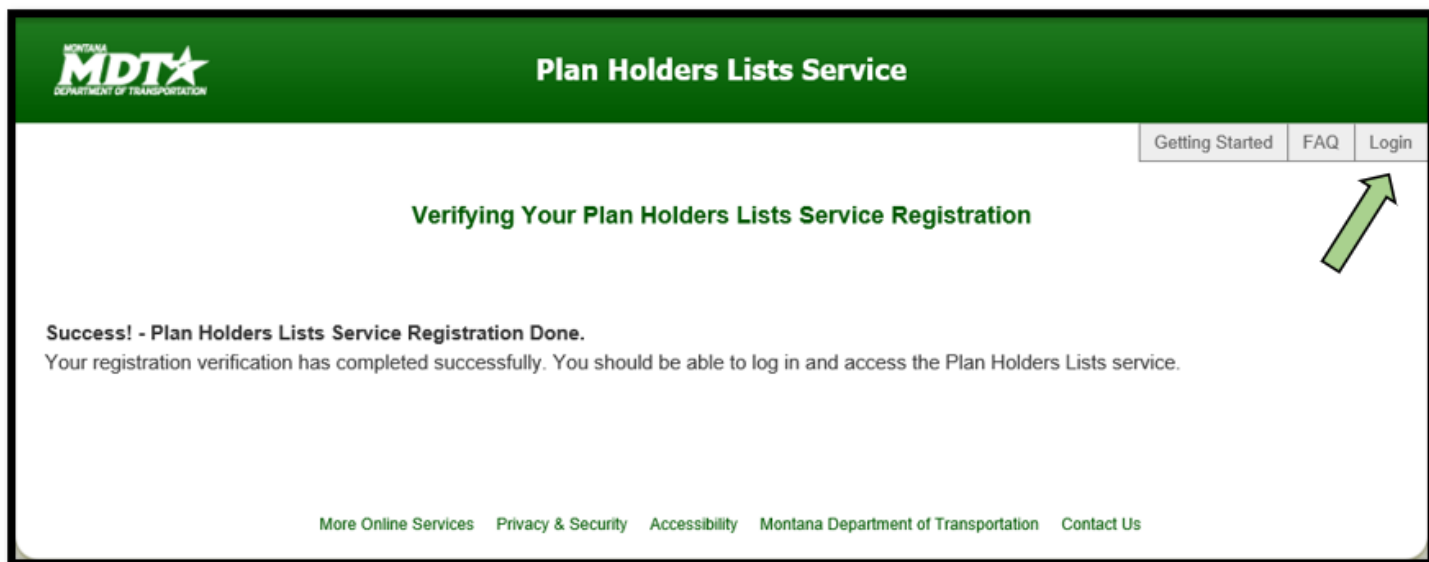 MONTANA
MDT
DEPARTMENT OF TRANSPORTATION
Plan Holders Lists Service
Getting Started FAQ Login
Verifying Your Plan Holders Lists Service Registration
Success! - Plan Holders Lists Service Registration Done.
Your registration verification has completed successfully. You should be able to log in and access the Plan Holders Lists service.
More Online Services Privacy & Security Accessibility Montana Department of Transportation Contact Us